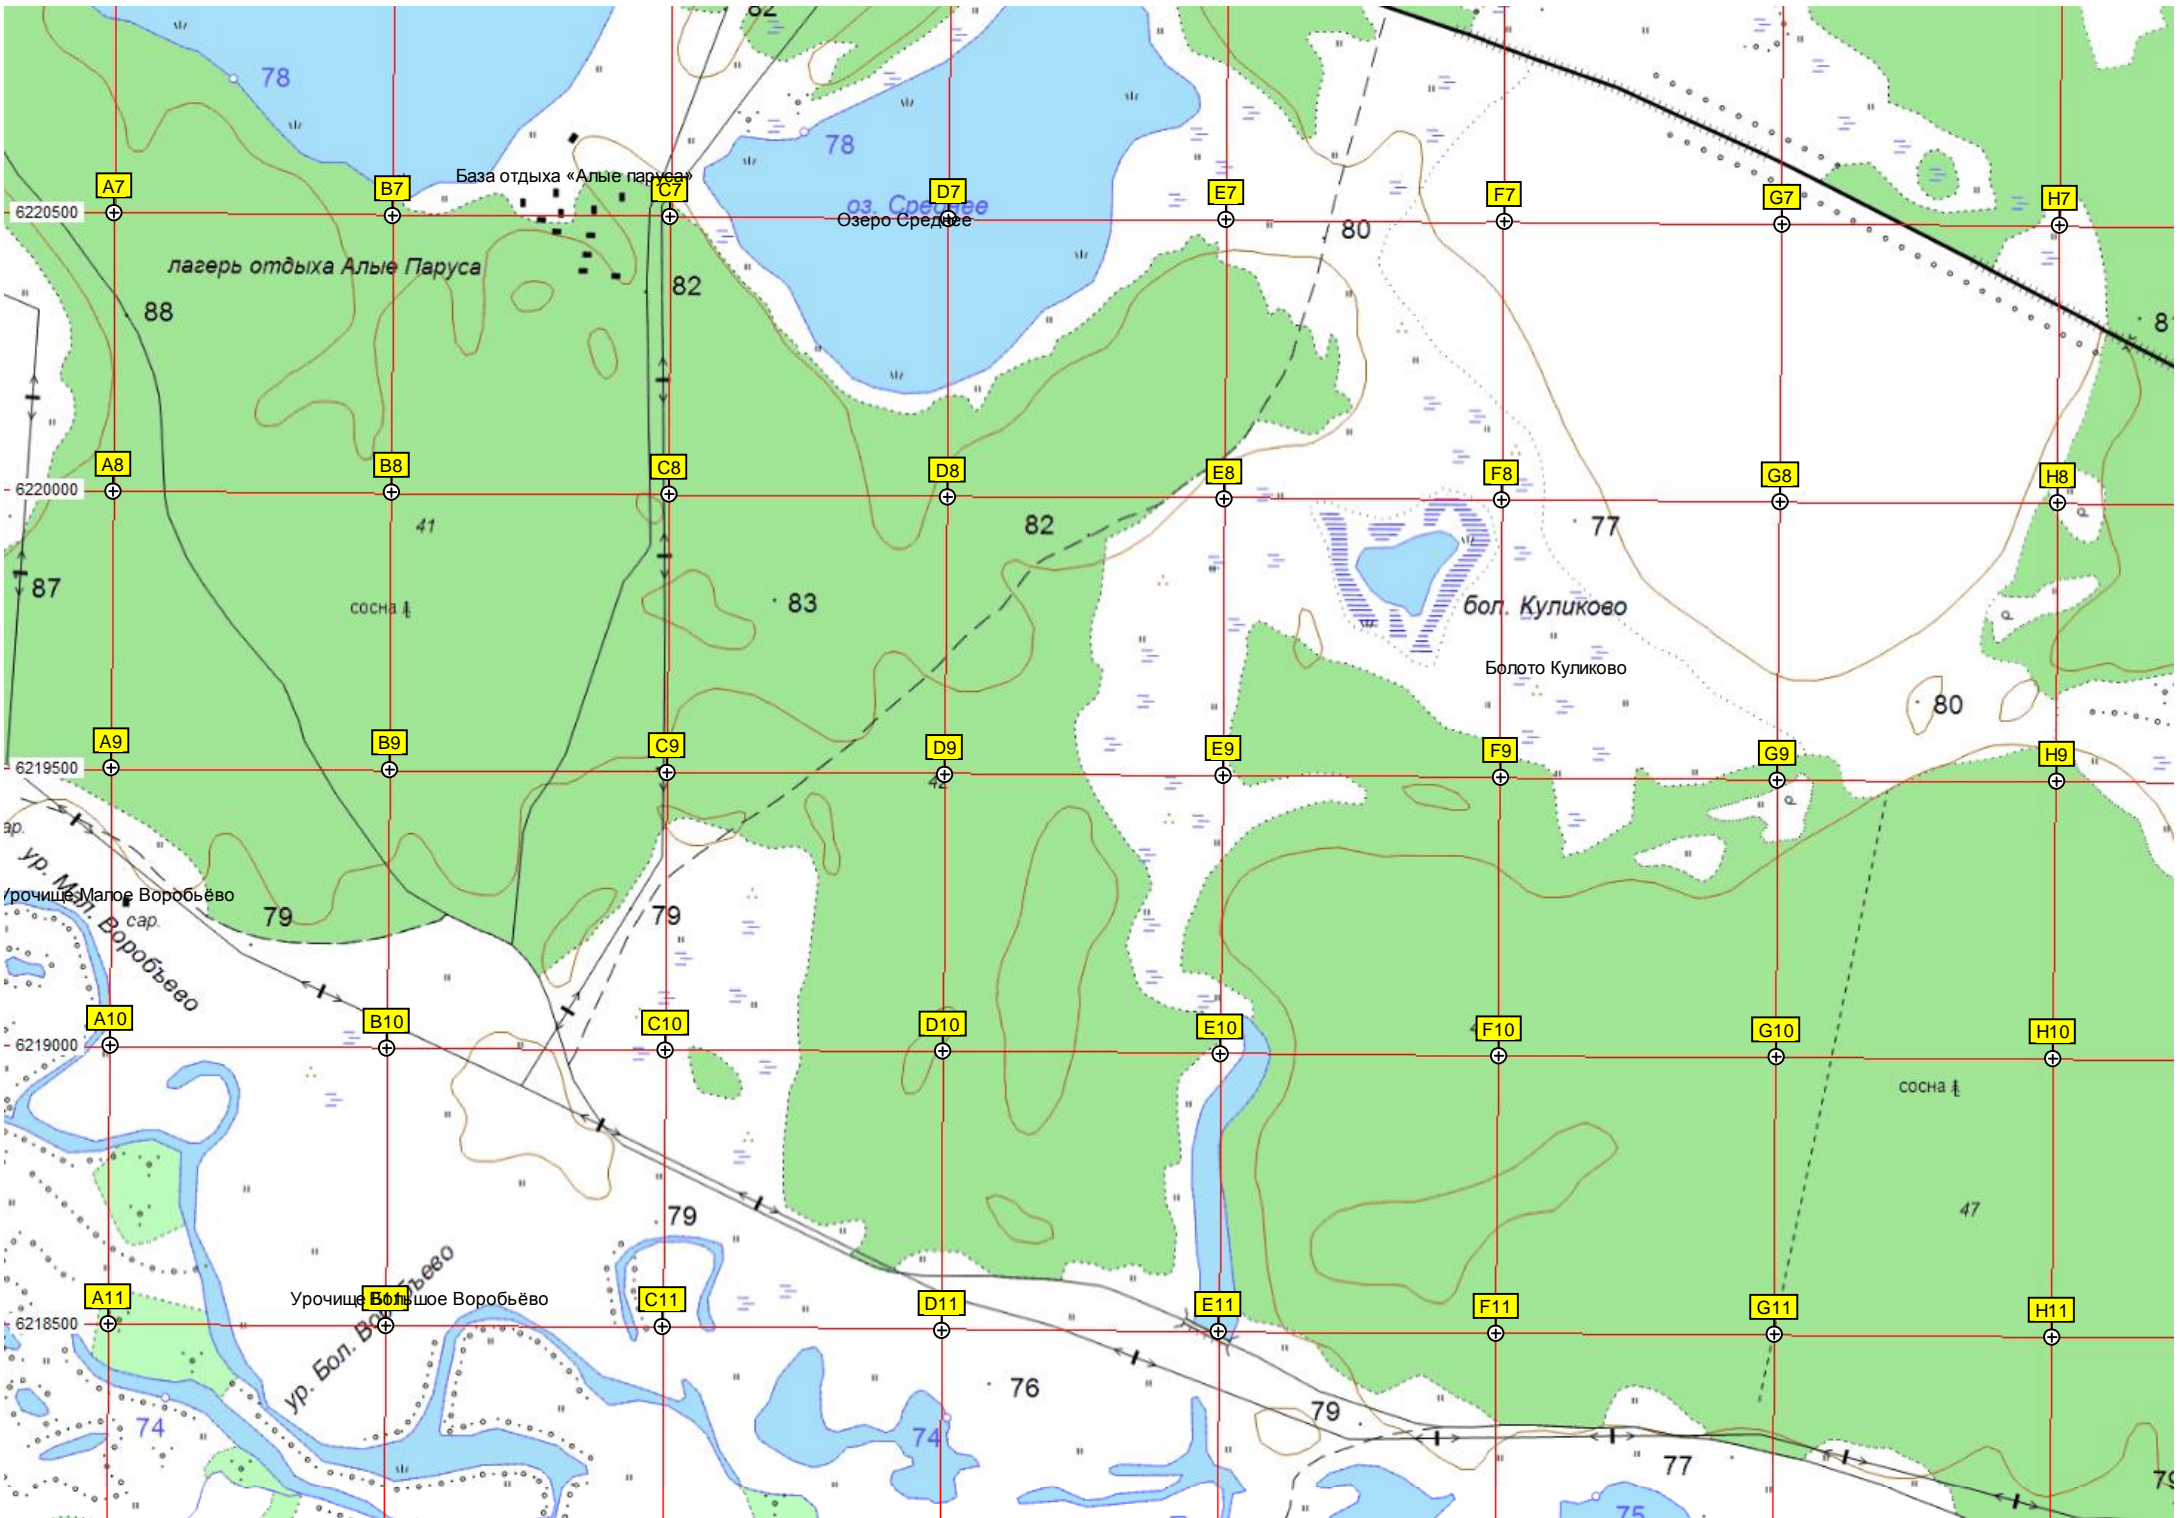 82
78
78
База отдыха «Алые паруса»
A7
B7
C7
D7
E7
F7
G7
H7
оз. Среднее
Озеро Среднее
6220500
80
лагерь отдыха Алые Паруса
82
88
A8
B8
C8
D8
E8
F8
G8
H8
6220000
41
82
77
87
сосна
83
бол. Куликово
Болото Куликово
80
A9
B9
C9
D9
E9
F9
G9
H9
6219500
42
ур. Мал. Воробьево
Урочище Малое Воробьёво
сар.
79
79
A10
B10
C10
D10
E10
F10
G10
H10
6219000
сосна
47
79
A11
Урочище Большое Воробьёво
B11
C11
D11
E11
F11
G11
H11
6218500
ур. Бол. Воробьево
76
79
74
74
77
79
75